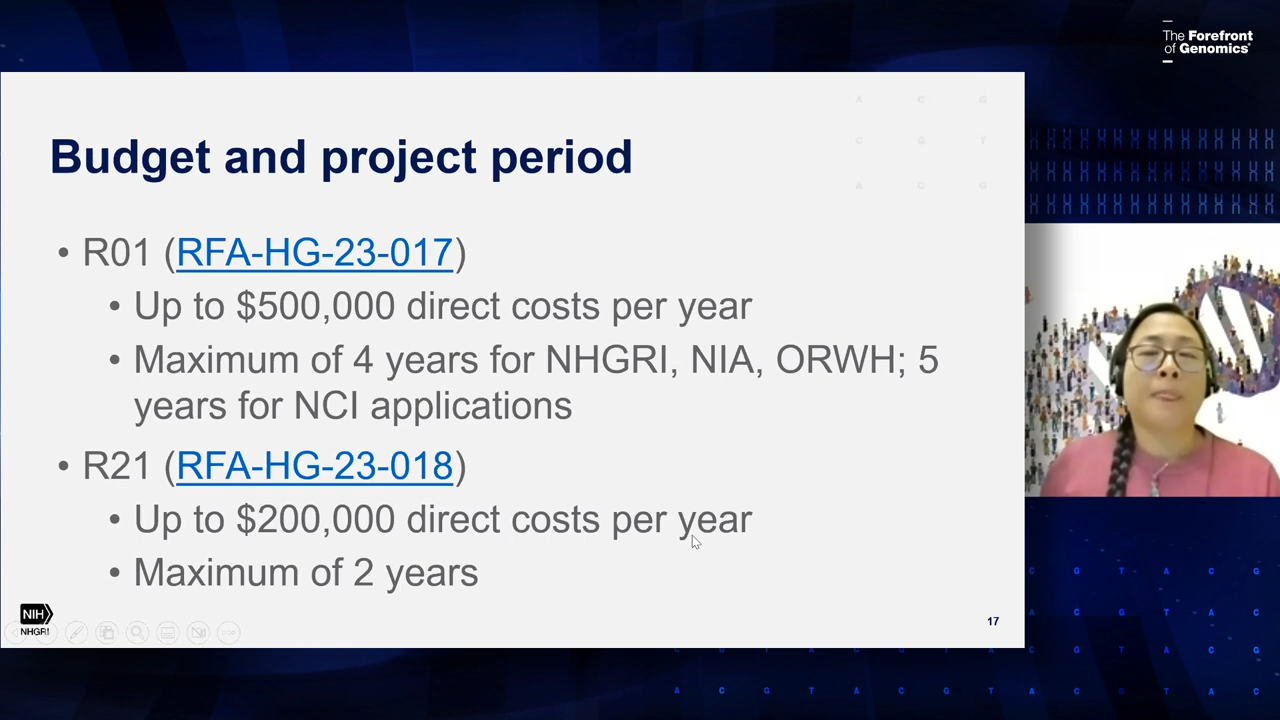 The Forefront
of Genomics®
A C G
C G T
A C G
Budget and project period
• R01 (RFA-HG-23-017)
• Up to $500,000 direct costs per year
• Maximum of 4 years for NHGRI, NIA, ORWH; 5
years for NCI applications
• R21 (RFA-HG-23-018)
• Up to $200,000 direct costs per year
• Maximum of 2 years
NIH
NHGRI
17
C G T A C G
A C G T A C
C G T A C G T A C G T A C G
A C G T A C G T A C G T A C